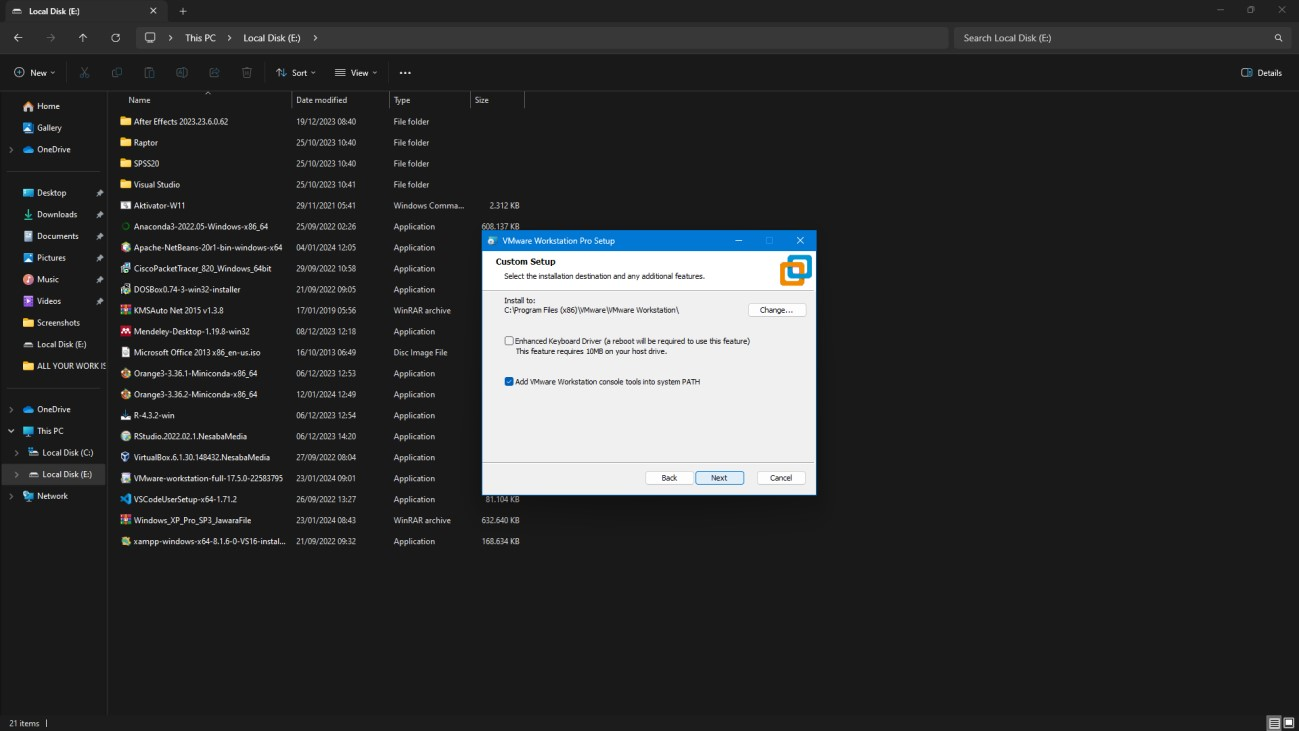 Local Disk (E:)
This PC
Local Disk (E:)
Search Local Disk (E:)
New
Sort
View
Details
Name
Date modified
Type
Size
Home
Gallery
OneDrive
Desktop
Downloads
Documents
Pictures
Music
Videos
Screenshots
Local Disk (E:)
ALL YOUR WORK IS
OneDrive
This PC
Local Disk (C:)
Local Disk (E:)
Network
After Effects 2023.23.6.0.62 19/12/2023 08:40 File folder
Raptor 25/10/2023 10:40 File folder
SPSS20 25/10/2023 10:40 File folder
Visual Studio 25/10/2023 10:41 File folder
Aktivator-W11 29/11/2021 05:41 Windows Comma... 2.312 KB
Anaconda3-2022.05-Windows-x86_64 25/09/2022 02:26 Application 608.137 KB
Apache-NetBeans-20r1-bin-windows-x64 04/01/2024 12:05 Application
CiscoPacketTracer_820_Windows_64bit 29/09/2022 10:58 Application
DOSBox0.74-3-win32-installer 21/09/2022 09:05 Application
KMSAuto Net 2015 v1.3.8 17/01/2019 05:56 WinRAR archive
Mendeley-Desktop-1.19.8-win32 08/12/2023 12:18 Application
Microsoft Office 2013 x86_en-us.iso 16/10/2013 06:49 Disc Image File
Orange3-3.36.1-Miniconda-x86_64 06/12/2023 12:53 Application
Orange3-3.36.2-Miniconda-x86_64 12/01/2024 12:49 Application
R-4.3.2-win 06/12/2023 12:54 Application
RStudio.2022.02.1.NesabaMedia 06/12/2023 14:20 Application
VirtualBox.6.1.30.148432.NesabaMedia 27/09/2022 08:04 Application
VMware-workstation-full-17.5.0-22583795 23/01/2024 09:01 Application
VSCodeUserSetup-x64-1.71.2 26/09/2022 13:27 Application 81.104 KB
Windows_XP_Pro_SP3_JawaraFile 23/01/2024 08:43 WinRAR archive 632.640 KB
xampp-windows-x64-8.1.6-0-VS16-instal... 21/09/2022 09:32 Application 168.634 KB
VMware Workstation Pro Setup
Custom Setup
Select the installation destination and any additional features.
Install to:
C:\Program Files (x86)\VMware\VMware Workstation\
Change...
Enhanced Keyboard Driver (a reboot will be required to use this feature)
This feature requires 10MB on your host drive.
Add VMware Workstation console tools into system PATH
Back
Next
Cancel
21 items